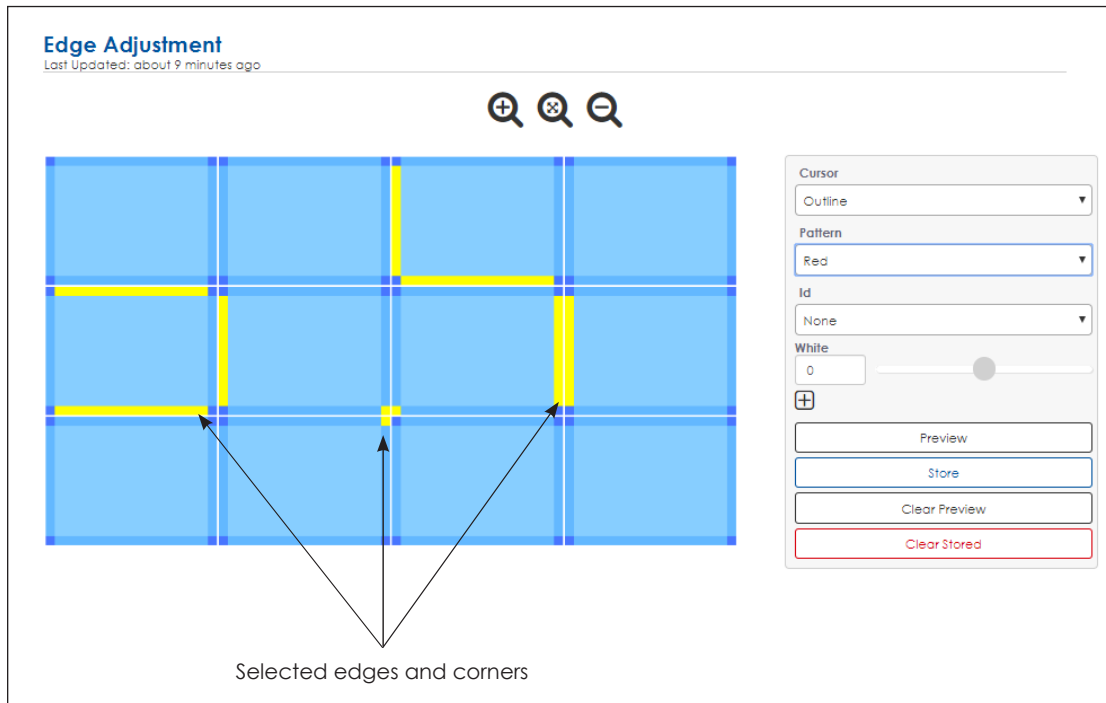 Edge Adjustment
Last Updated: about 9 minutes ago
Cursor
Outline
Pattern
Red
Id
None
White
0
Preview
Store
Clear Preview
Clear Stored
Selected edges and corners